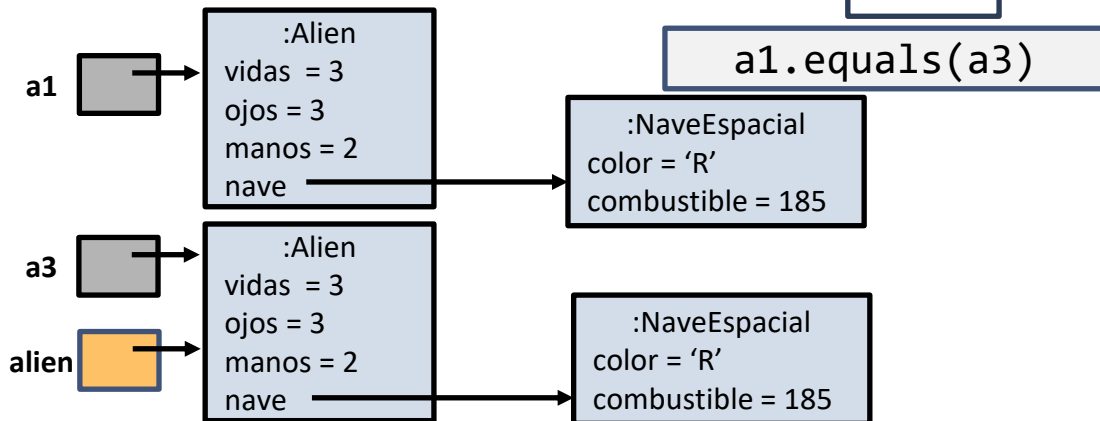 a1
:Alien
vidas = 3
ojos = 3
manos = 2
nave
a1.equals(a3)
:NaveEspacial
color = ‘R’
combustible = 185
a3
alien
:Alien
vidas = 3
ojos = 3
manos = 2
nave
:NaveEspacial
color = ‘R’
combustible = 185